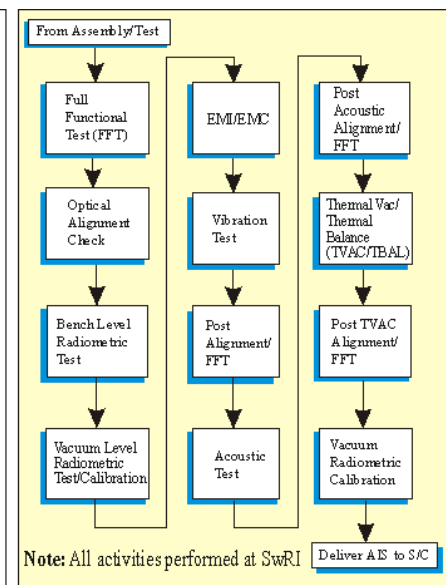 From Assembly/Test
Full
Functional
Test (FFT)
Optical
Alignment
Check
Bench Level
Radiometric
Test
Vacuum Level
Radiometric
Test/Calibration
EMI/EMC
Vibration
Test
Post
Alignment/
FFT
Acoustic
Test
Post
Acoustic
Alignment/
FFT
Thermal Vac/
Thermal
Balance
(TVAC/TBAL)
Post TVAC
Alignment/
FFT
Vacuum
Radiometric
Calibration
Deliver AIS to S/C
Note: All activities performed at SwRI